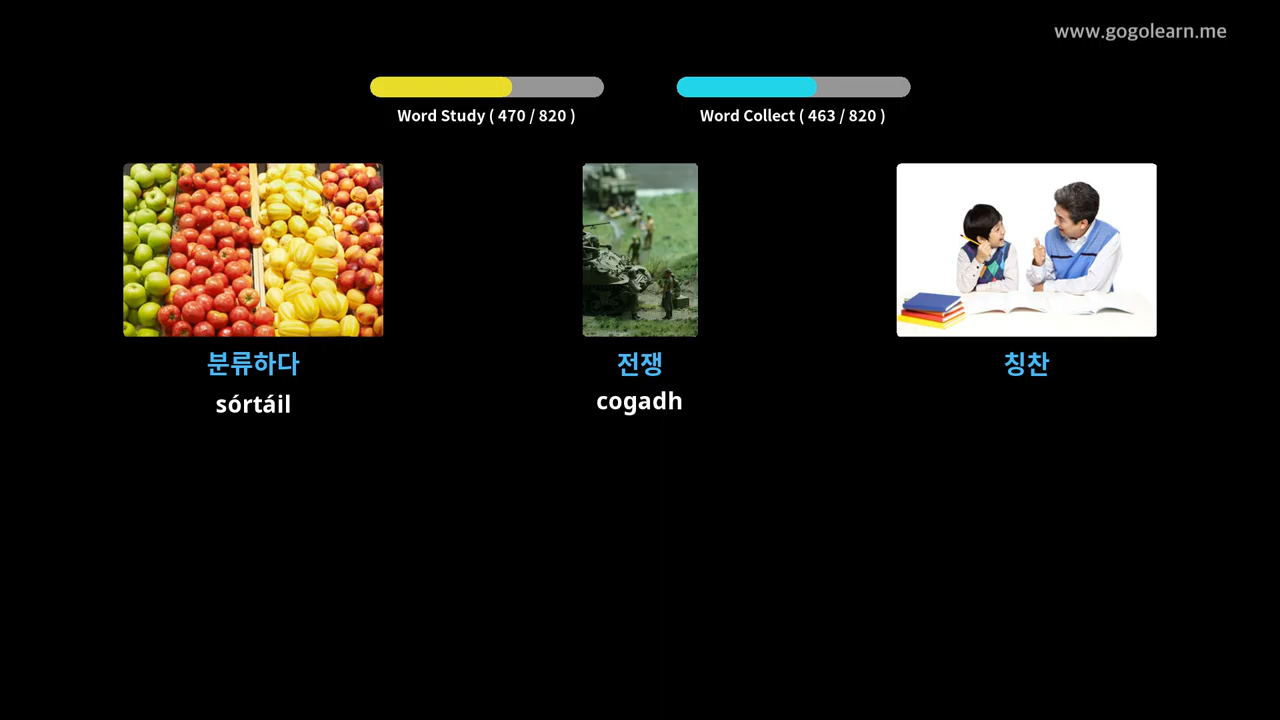 www.gogolearn.me
Word Study ( 470 / 820 )
Word Collect ( 463 / 820 )
분류하다
sórtáil
전쟁
cogadh
칭찬